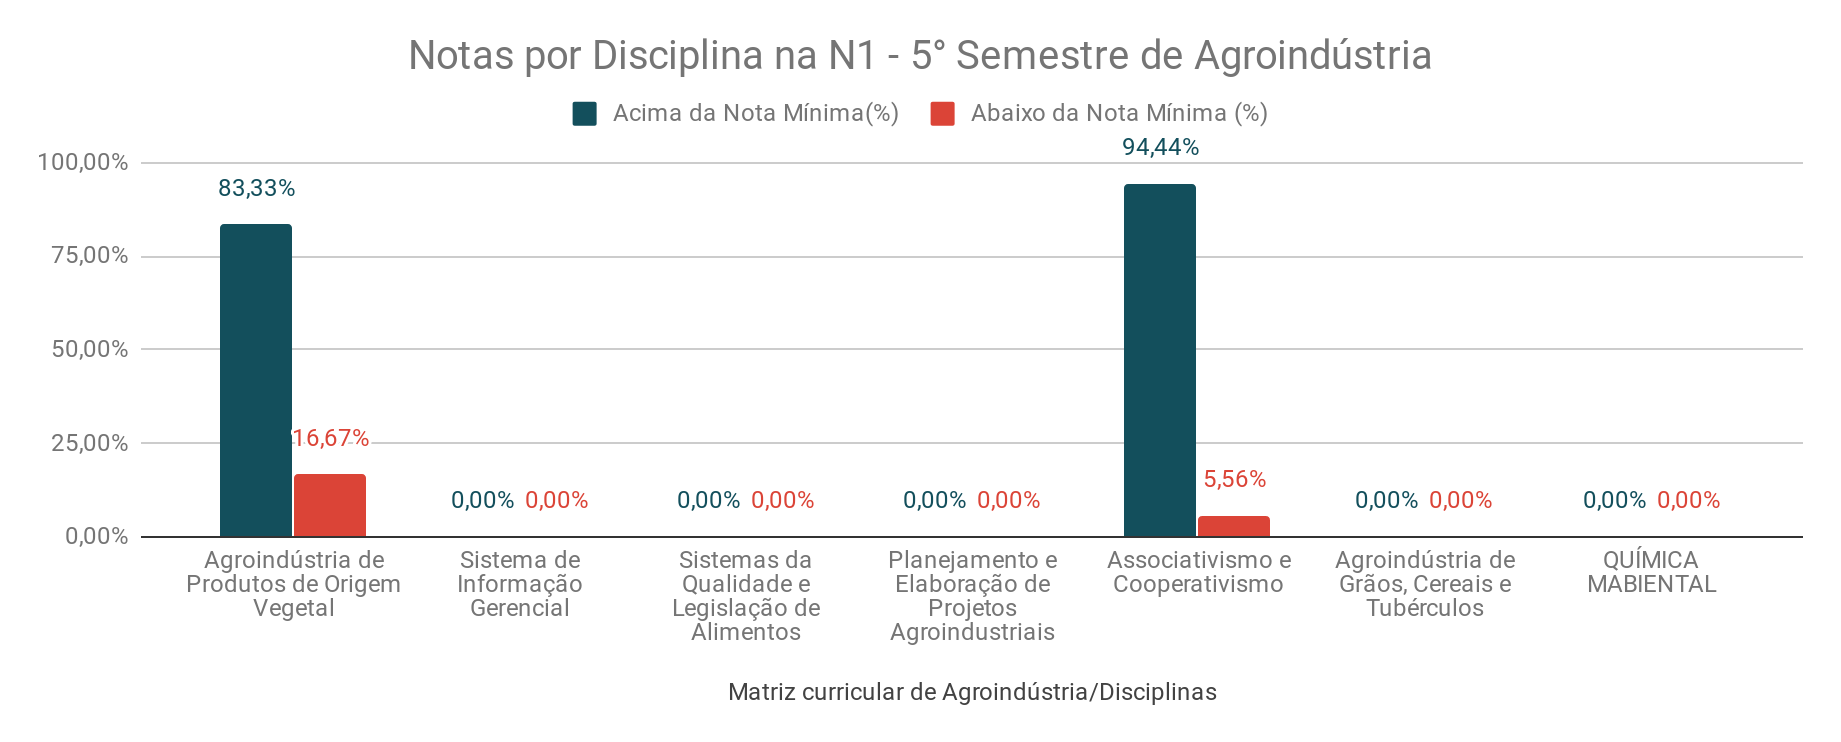 Notas por Disciplina na N1 - 5° Semestre de Agroindústria
Acima da Nota Mínima(%)
Abaixo da Nota Mínima (%)
100,00%
75,00%
50,00%
25,00%
0,00%
83,33%
16,67%
0,00% 0,00%
0,00% 0,00%
0,00% 0,00%
94,44%
5,56%
0,00% 0,00%
0,00% 0,00%
Agroindústria de
Produtos de Origem
Vegetal
Sistema de
Informação
Gerencial
Sistemas da
Qualidade e
Legislação de
Alimentos
Planejamento e
Elaboração de
Projetos
Agroindustriais
Associativismo e
Cooperativismo
Agroindústria de
Grãos, Cereais e
Tubérculos
QUÍMICA
MABIENTAL
Matriz curricular de Agroindústria/Disciplinas